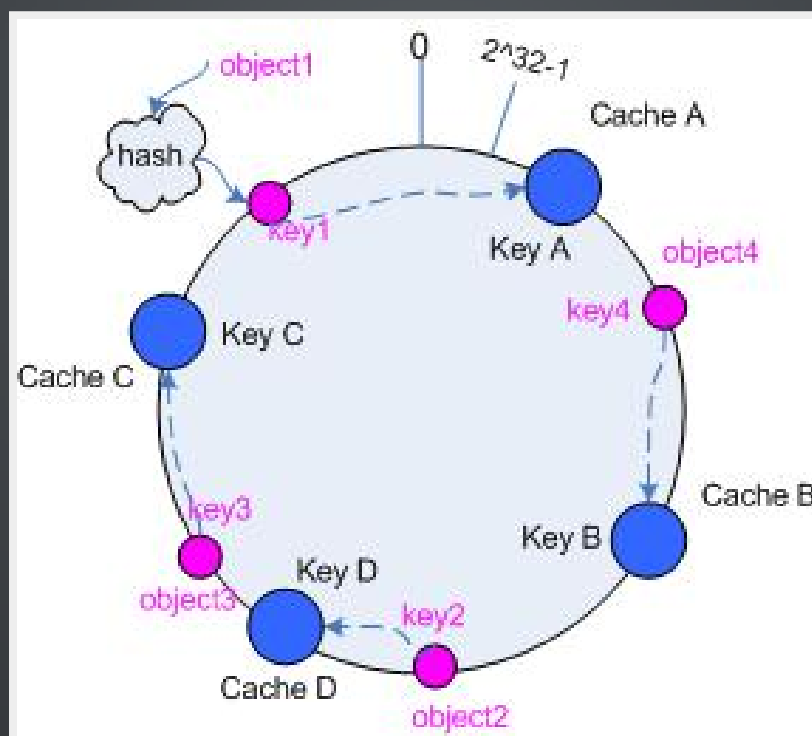 0
2^32-1
object1
Cache A
hash
key1
Key A
object4
key4
Key C
Cache C
Cache B
key3
Key B
Key D
object3
key2
Cache D
object2